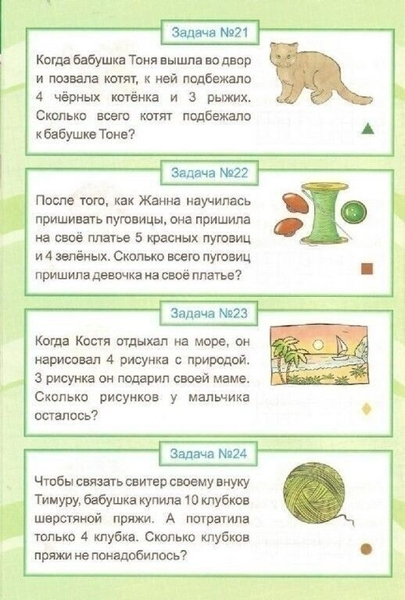 Задача №21
Когда бабушка Тоня вышла во двор
и позвала котят, к ней подбежало
4 чёрных котёнка и 3 рыжих.
Сколько всего котят подбежало
к бабушке Тоне?
Задача №22
После того, как Жанна научилась
пришивать пуговицы, она пришила
на своё платье 5 красных пуговиц
и 4 зелёных. Сколько всего пуговиц
пришила девочка на своё платье?
Задача №23
Когда Костя отдыхал на море, он
нарисовал 4 рисунка с природой.
3 рисунка он подарил своей маме.
Сколько рисунков у мальчика
осталось?
Задача №24
Чтобы связать свитер своему внуку
Тимуру, бабушка купила 10 клубков
шерстяной пряжи. А потратила
только 4 клубка. Сколько клубков
пряжи не понадобилось?